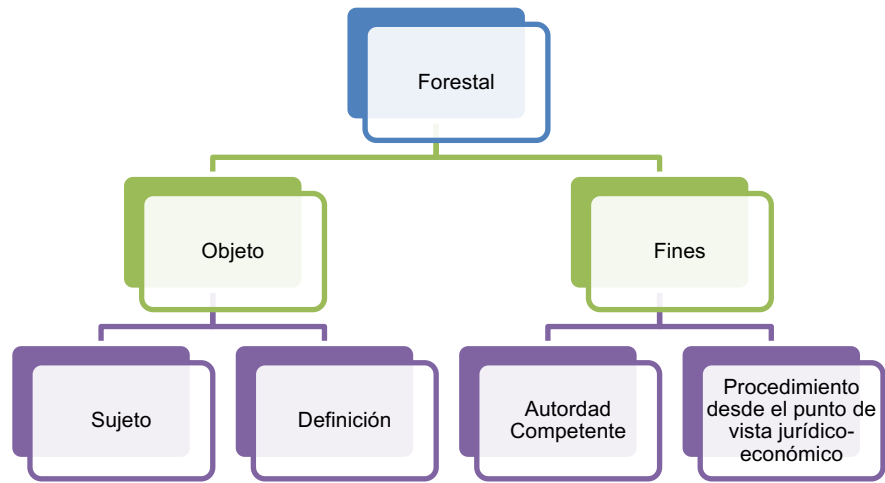 Forestal
Objeto
Fines
Sujeto
Definición
Autordad
Competente
Procedimiento
desde el punto de
vista jurídico-
económico